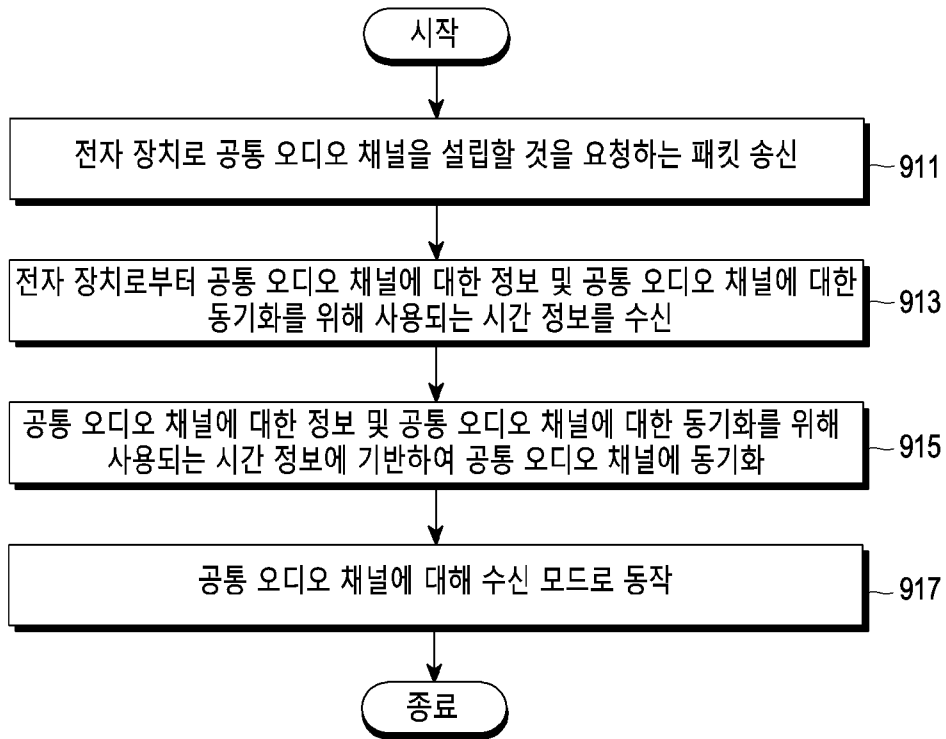 시작
전자 장치로 공통 오디오 채널을 설립할 것을 요청하는 패킷 송신
911
전자 장치로부터 공통 오디오 채널에 대한 정보 및 공통 오디오 채널에 대한
동기화를 위해 사용되는 시간 정보를 수신
913
공통 오디오 채널에 대한 정보 및 공통 오디오 채널에 대한 동기화를 위해
사용되는 시간 정보에 기반하여 공통 오디오 채널에 동기화
915
공통 오디오 채널에 대해 수신 모드로 동작
917
종료